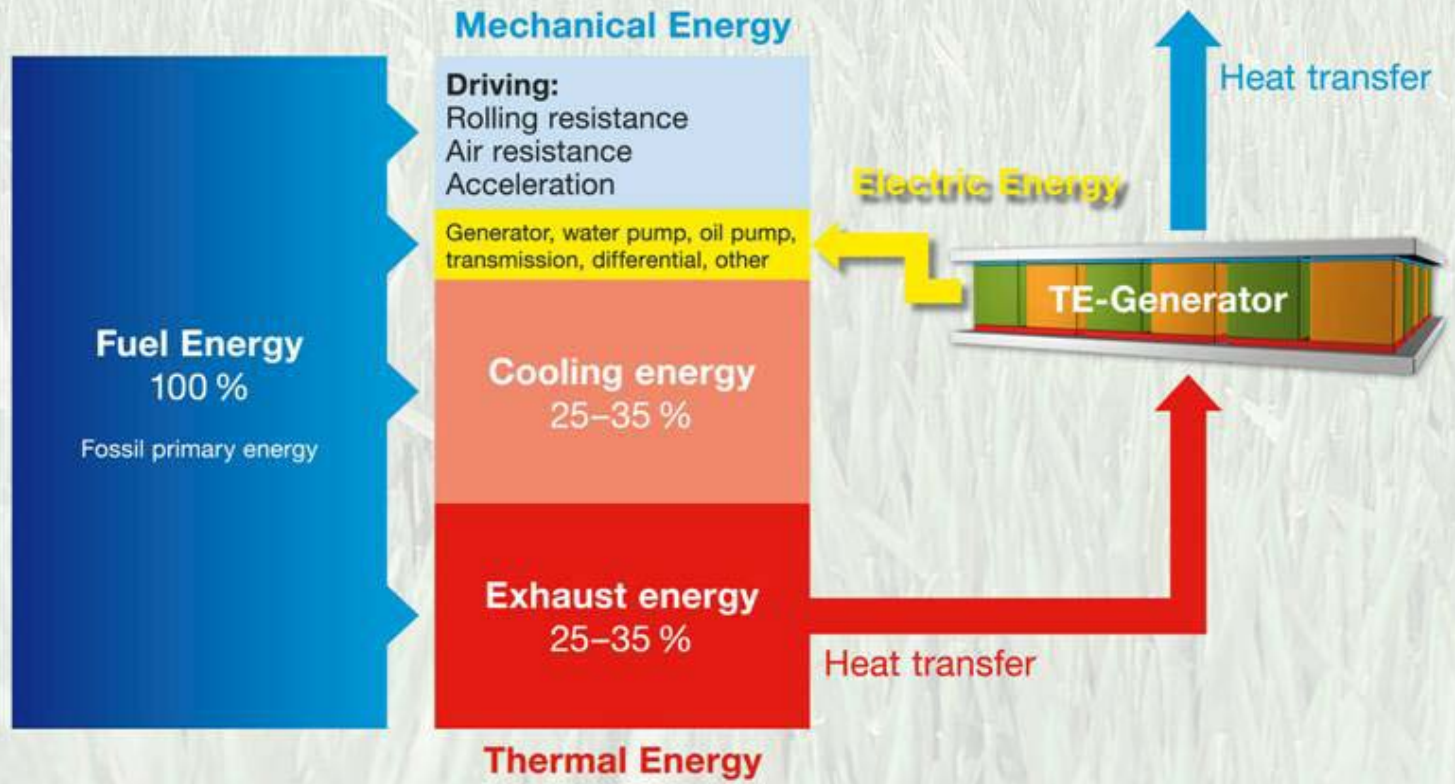 Mechanical Energy
Driving:
Rolling resistance
Air resistance
Acceleration
Generator, water pump, oil pump,
transmission, differential, other
Fuel Energy
100 %
Fossil primary energy
Cooling energy
25–35 %
Exhaust energy
25–35 %
Thermal Energy
Heat transfer
Electric Energy
TE-Generator
Heat transfer